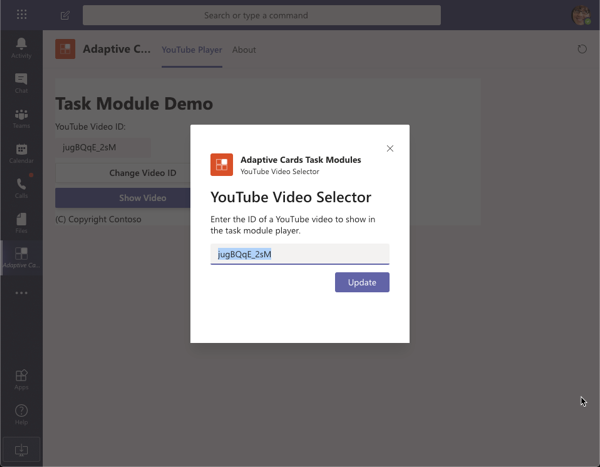 Search or type a command
Activity
Chat
Teams
Calendar
Calls
Files
Adaptive Ca...
Apps
Help
Adaptive C...
YouTube Player
About
Task Module Demo
YouTube Video ID:
jugBQqE_2sM
Change Video ID
Show Video
(C) Copyright Contoso
Adaptive Cards Task Modules
YouTube Video Selector
YouTube Video Selector
Enter the ID of a YouTube video to show in
the task module player.
jugBQqE_2sM
Update